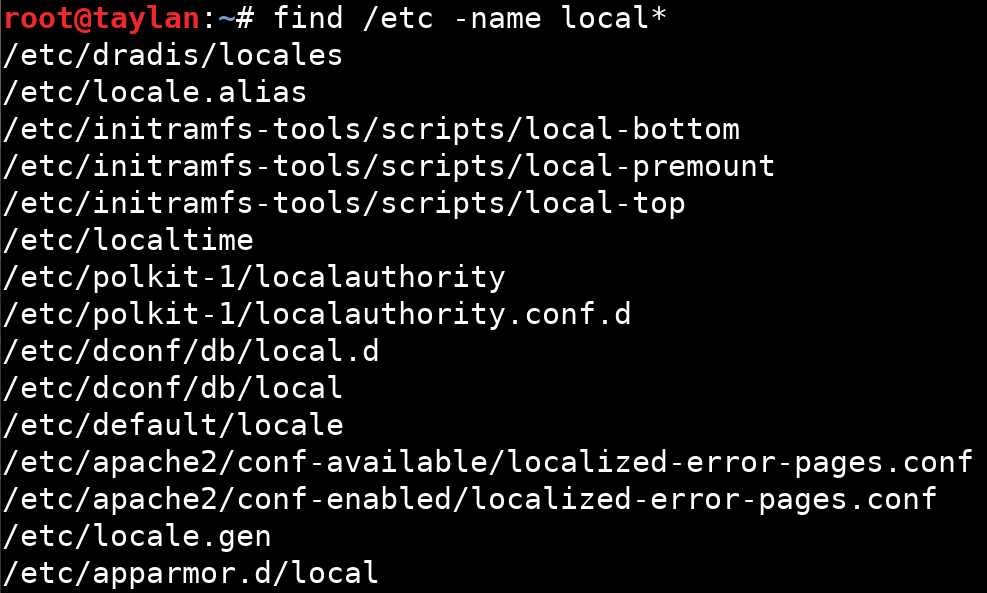 root@taylan:~# find /etc -name local*
/etc/dradis/locales
/etc/locale.alias
/etc/initramfs-tools/scripts/local-bottom
/etc/initramfs-tools/scripts/local-premount
/etc/initramfs-tools/scripts/local-top
/etc/localtime
/etc/polkit-1/localauthority
/etc/polkit-1/localauthority.conf.d
/etc/dconf/db/local.d
/etc/dconf/db/local
/etc/default/locale
/etc/apache2/conf-available/localized-error-pages.conf
/etc/apache2/conf-enabled/localized-error-pages.conf
/etc/locale.gen
/etc/apparmor.d/local